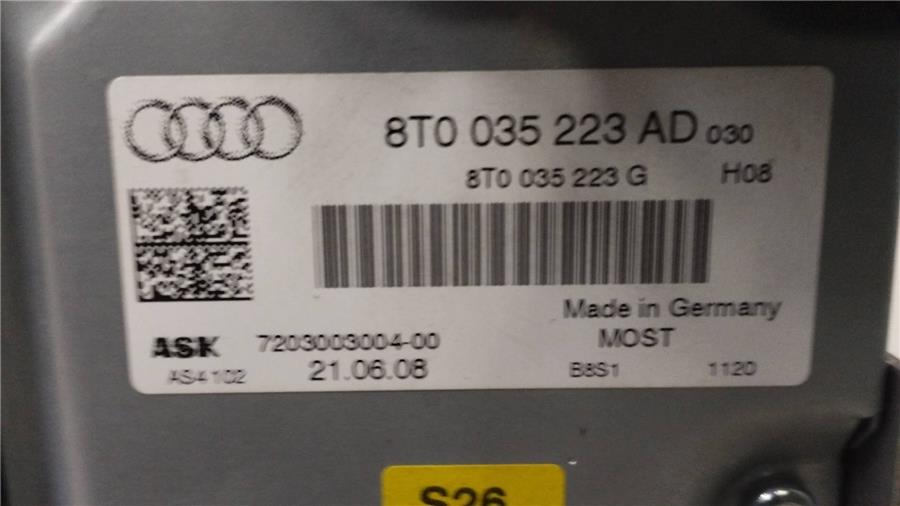 8T0 035 223 AD 030
8T0 035 223 G H08
Made in Germany
ASK 7203003004-00 MOST
AS4102 21.06.08 B8S1 1120
S26